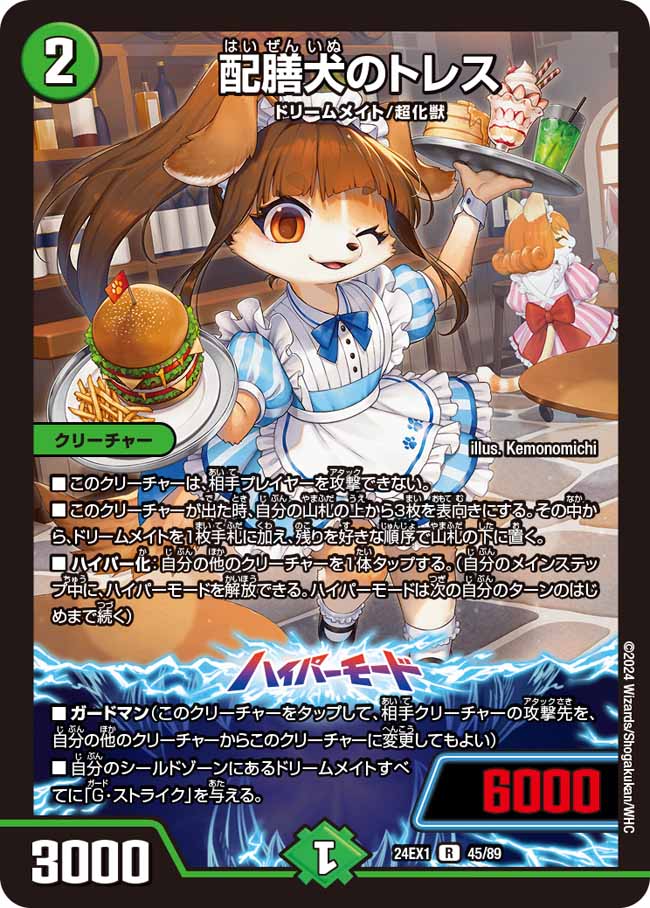 2
はいぜんいぬ
配膳犬のトレス
ドリームメイト/超化獣
クリーチャー
illus. Kemonomichi
■このクリーチャーは、相手プレイヤーを攻撃できない。
■このクリーチャーが出た時、自分の山札の上から3枚を表向きにする。その中か
ら、ドリームメイトを1枚手札に加え、残りを好きな順序で山札の下に置く。
■ハイパー化:自分の他のクリーチャーを1体タップする。(自分のメインステッ
プ中に、ハイパーモードを解放できる。ハイパーモードは次の自分のターンのはじ
めまで続く)
ハイパーモード
■ガードマン(このクリーチャーをタップして、相手クリーチャーの攻撃先を、
自分の他のクリーチャーからこのクリーチャーに変更してもよい)
■自分のシールドゾーンにあるドリームメイトすべ
てに「G・ストライク」を与える。
6000
3000
1
24EX1 R 45/89
©2024 Wizards/Shogakukan/WHC